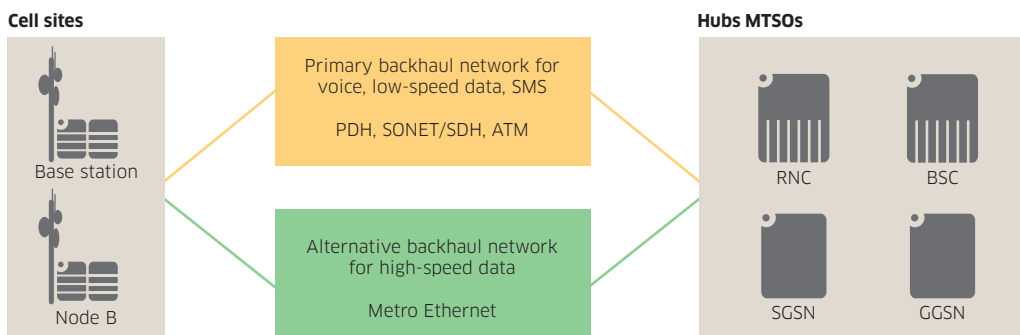 Cell sites
Hubs MTSOs
Base station
Node B
Primary backhaul network for
voice, low-speed data, SMS
PDH, SONET/SDH, ATM
Alternative backhaul network
for high-speed data
Metro Ethernet
RNC
BSC
SGSN
GGSN